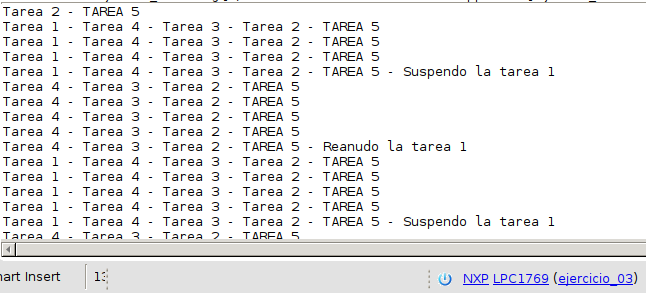 Tarea 2 - TAREA 5
Tarea 1 - Tarea 4 - Tarea 3 - Tarea 2 - TAREA 5
Tarea 1 - Tarea 4 - Tarea 3 - Tarea 2 - TAREA 5
Tarea 1 - Tarea 4 - Tarea 3 - Tarea 2 - TAREA 5
Tarea 1 - Tarea 4 - Tarea 3 - Tarea 2 - TAREA 5 - Suspendo la tarea 1
Tarea 4 - Tarea 3 - Tarea 2 - TAREA 5
Tarea 4 - Tarea 3 - Tarea 2 - TAREA 5
Tarea 4 - Tarea 3 - Tarea 2 - TAREA 5
Tarea 4 - Tarea 3 - Tarea 2 - TAREA 5
Tarea 4 - Tarea 3 - Tarea 2 - TAREA 5 - Reanudo la tarea 1
Tarea 1 - Tarea 4 - Tarea 3 - Tarea 2 - TAREA 5
Tarea 1 - Tarea 4 - Tarea 3 - Tarea 2 - TAREA 5
Tarea 1 - Tarea 4 - Tarea 3 - Tarea 2 - TAREA 5
Tarea 1 - Tarea 4 - Tarea 3 - Tarea 2 - TAREA 5
Tarea 1 - Tarea 4 - Tarea 3 - Tarea 2 - TAREA 5 - Suspendo la tarea 1
Tarea 4 - Tarea 3 - Tarea 2 - TAREA 5
Insert
NXP LPC1769 (ejercicio_03)